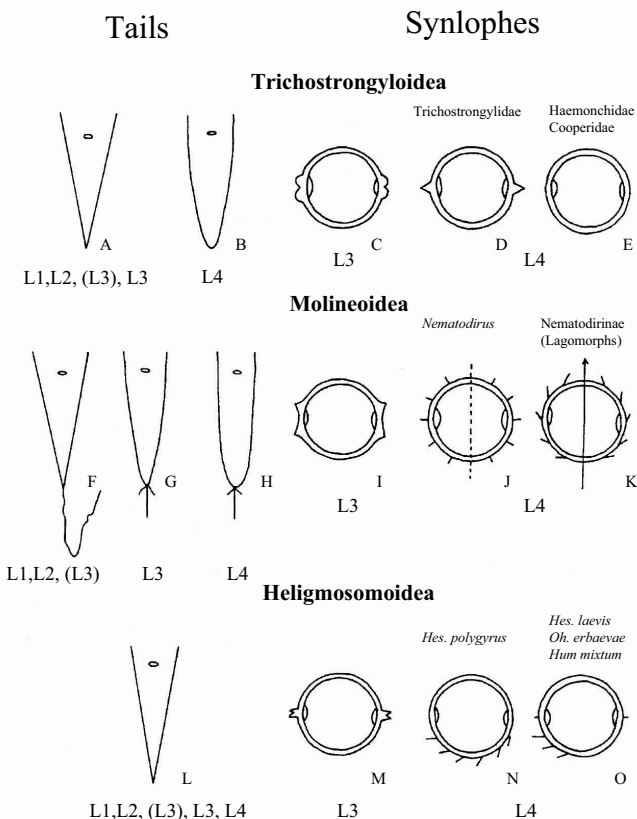 Tails
Synlophes
Trichostrongyloidea
Trichostrongylidae
Haemonchidae
Cooperidae
A
B
C
D
E
L1,L2, (L3), L3
L4
L3
L4
Molineoidea
Nematodirus
Nematodirinae
(Lagomorphs)
F
G
H
I
J
K
L1,L2, (L3)
L3
L4
L3
L4
Heligmosomoidea
Hes. polygyrus
Hes. laevis
Oh. erbaevae
Hum mixtum
L
M
N
O
L1,L2, (L3), L3, L4
L3
L4